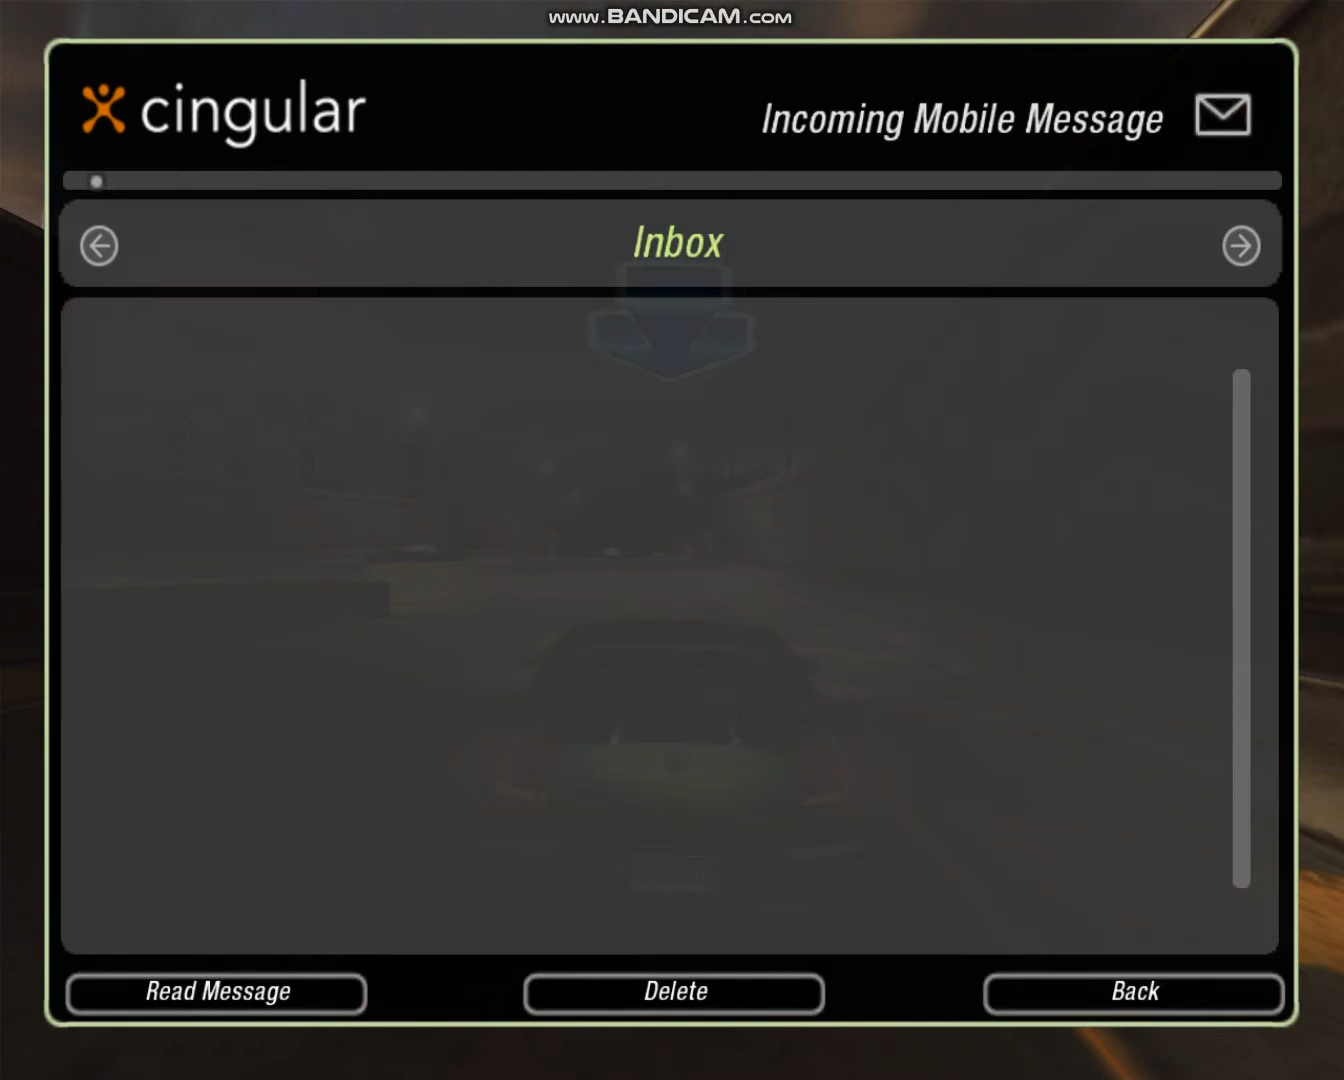 www.BANDICAM.com
cingular
Incoming Mobile Message
Inbox
Read Message
Delete
Back